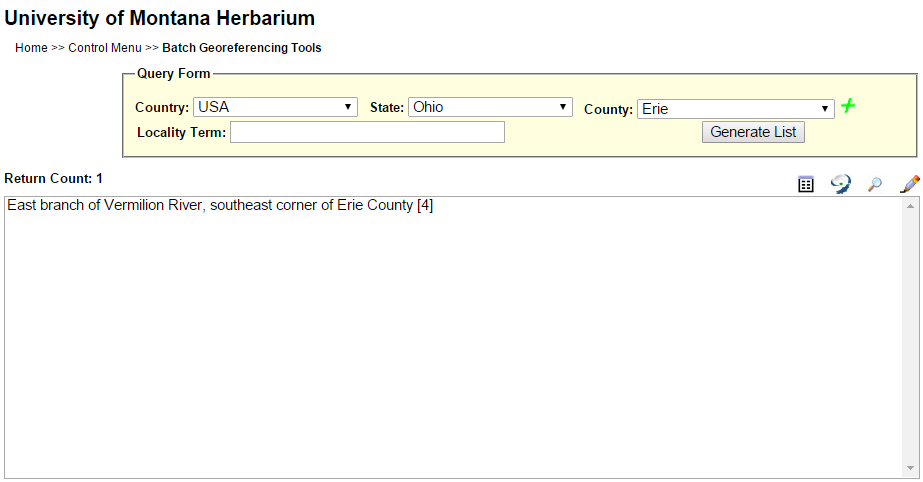 University of Montana Herbarium
Home >> Control Menu >> Batch Georeferencing Tools
Query Form
Country: USA State: Ohio County: Erie
Locality Term: Generate List
Return Count: 1
East branch of Vermilion River, southeast corner of Erie County [4]